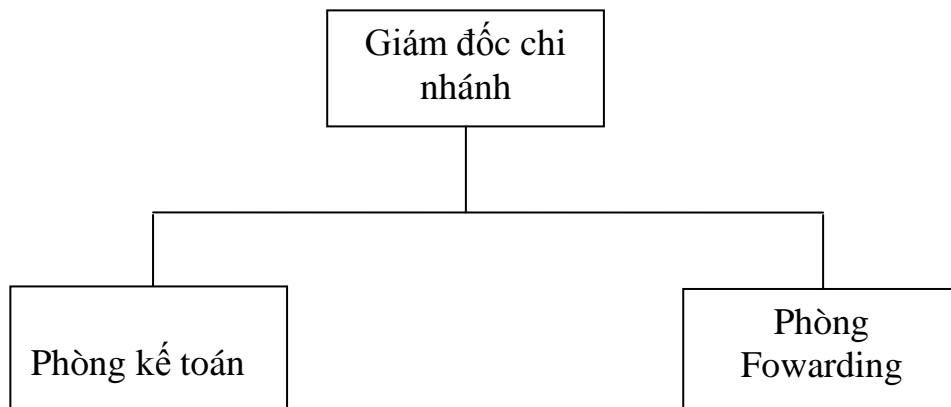 Giám đốc chi
nhánh
Phòng kế toán
Phòng
Fowarding